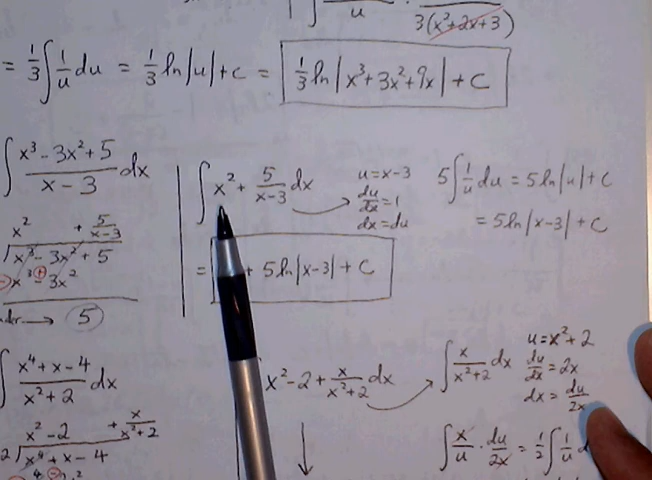 ∫ u · 3(x²+2x+3)
= 1/3 ∫ 1/u du = 1/3 ln|u| + c = 1/3 ln|x³+3x²+9x| + C
∫ x³ - 3x² + 5 / x - 3 dx
x² + 5/x-3
x³ - 3x² + 5
x³ - 3x²
5
∫ x² + 5/x-3 dx
= + 5 ln|x-3| + C
u = x-3
du/dx = 1
dx = du
5 ∫ 1/u du = 5 ln|u| + C
= 5 ln|x-3| + C
∫ x⁴ + x - 4 / x² + 2 dx
x² - 2 + x/x²+2
2 x⁴ + x - 4
x² - 2 + x/x²+2 dx
∫ x/x²+2 dx
u = x² + 2
du/dx = 2x
dx = du/2x
∫ x/u · du/2x = 1/2 ∫ 1/u